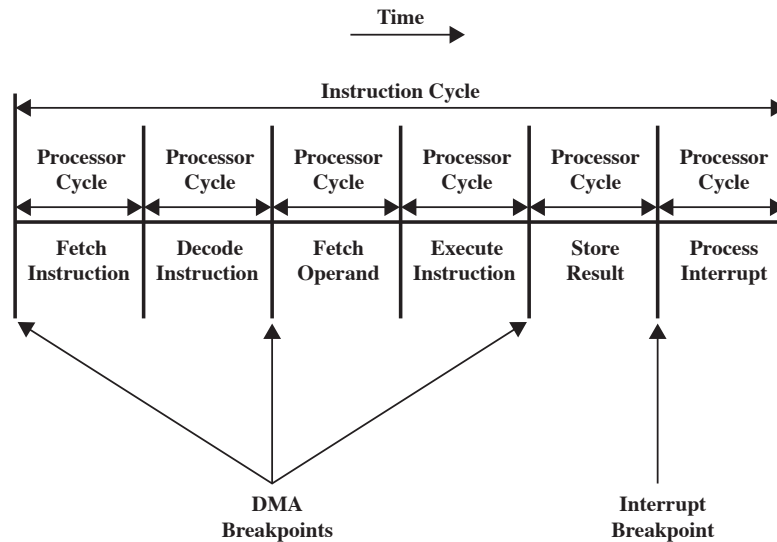 Time
Instruction Cycle
Processor Cycle
Processor Cycle
Processor Cycle
Processor Cycle
Processor Cycle
Processor Cycle
Fetch Instruction
Decode Instruction
Fetch Operand
Execute Instruction
Store Result
Process Interrupt
DMA Breakpoints
Interrupt Breakpoint